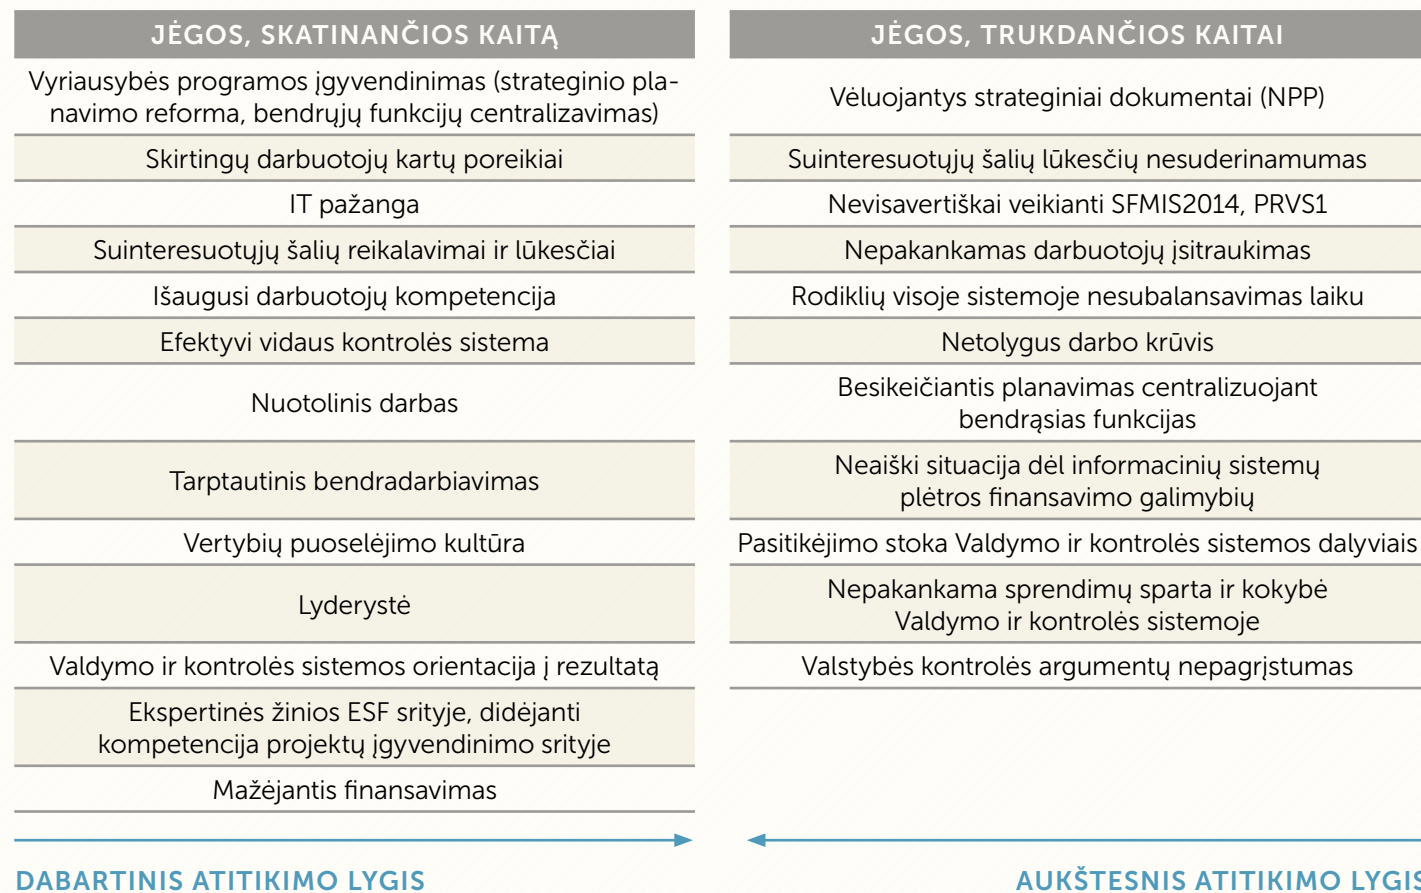 JĖGOS, SKATINANČIOS KAITĄ
Vyriausybės programos įgyvendinimas (strateginio pla-
navimo reforma, bendrųjų funkcijų centralizavimas)
Skirtingų darbuotojų kartų poreikiai
IT pažanga
Suinteresuotųjų šalių reikalavimai ir lūkesčiai
Išaugusi darbuotojų kompetencija
Efektyvi vidaus kontrolės sistema
Nuotolinis darbas
Tarptautinis bendradarbiavimas
Vertybių puoselėjimo kultūra
Lyderystė
Valdymo ir kontrolės sistemos orientacija į rezultatą
Ekspertinės žinios ESF srityje, didėjanti
kompetencija projektų įgyvendinimo srityje
Mažėjantis finansavimas
DABARTINIS ATITIKIMO LYGIS
JĖGOS, TRUKDANČIOS KAITAI
Vėluojantys strateginiai dokumentai (NPP)
Suinteresuotųjų šalių lūkesčių nesuderinamumas
Nevisavertiškai veikianti SFMIS2014, PRVS1
Nepakankamas darbuotojų įsitraukimas
Rodiklių visoje sistemoje nesubalansavimas laiku
Netolygus darbo krūvis
Besikeičiantis planavimas centralizuojant
bendrąsias funkcijas
Neaiški situacija dėl informacinių sistemų
plėtros finansavimo galimybių
Pasitikėjimo stoka Valdymo ir kontrolės sistemos dalyviais
Nepakankama sprendimų sparta ir kokybė
Valdymo ir kontrolės sistemoje
Valstybės kontrolės argumentų nepagrįstumas
AUKŠTESNIS ATITIKIMO LYGIS